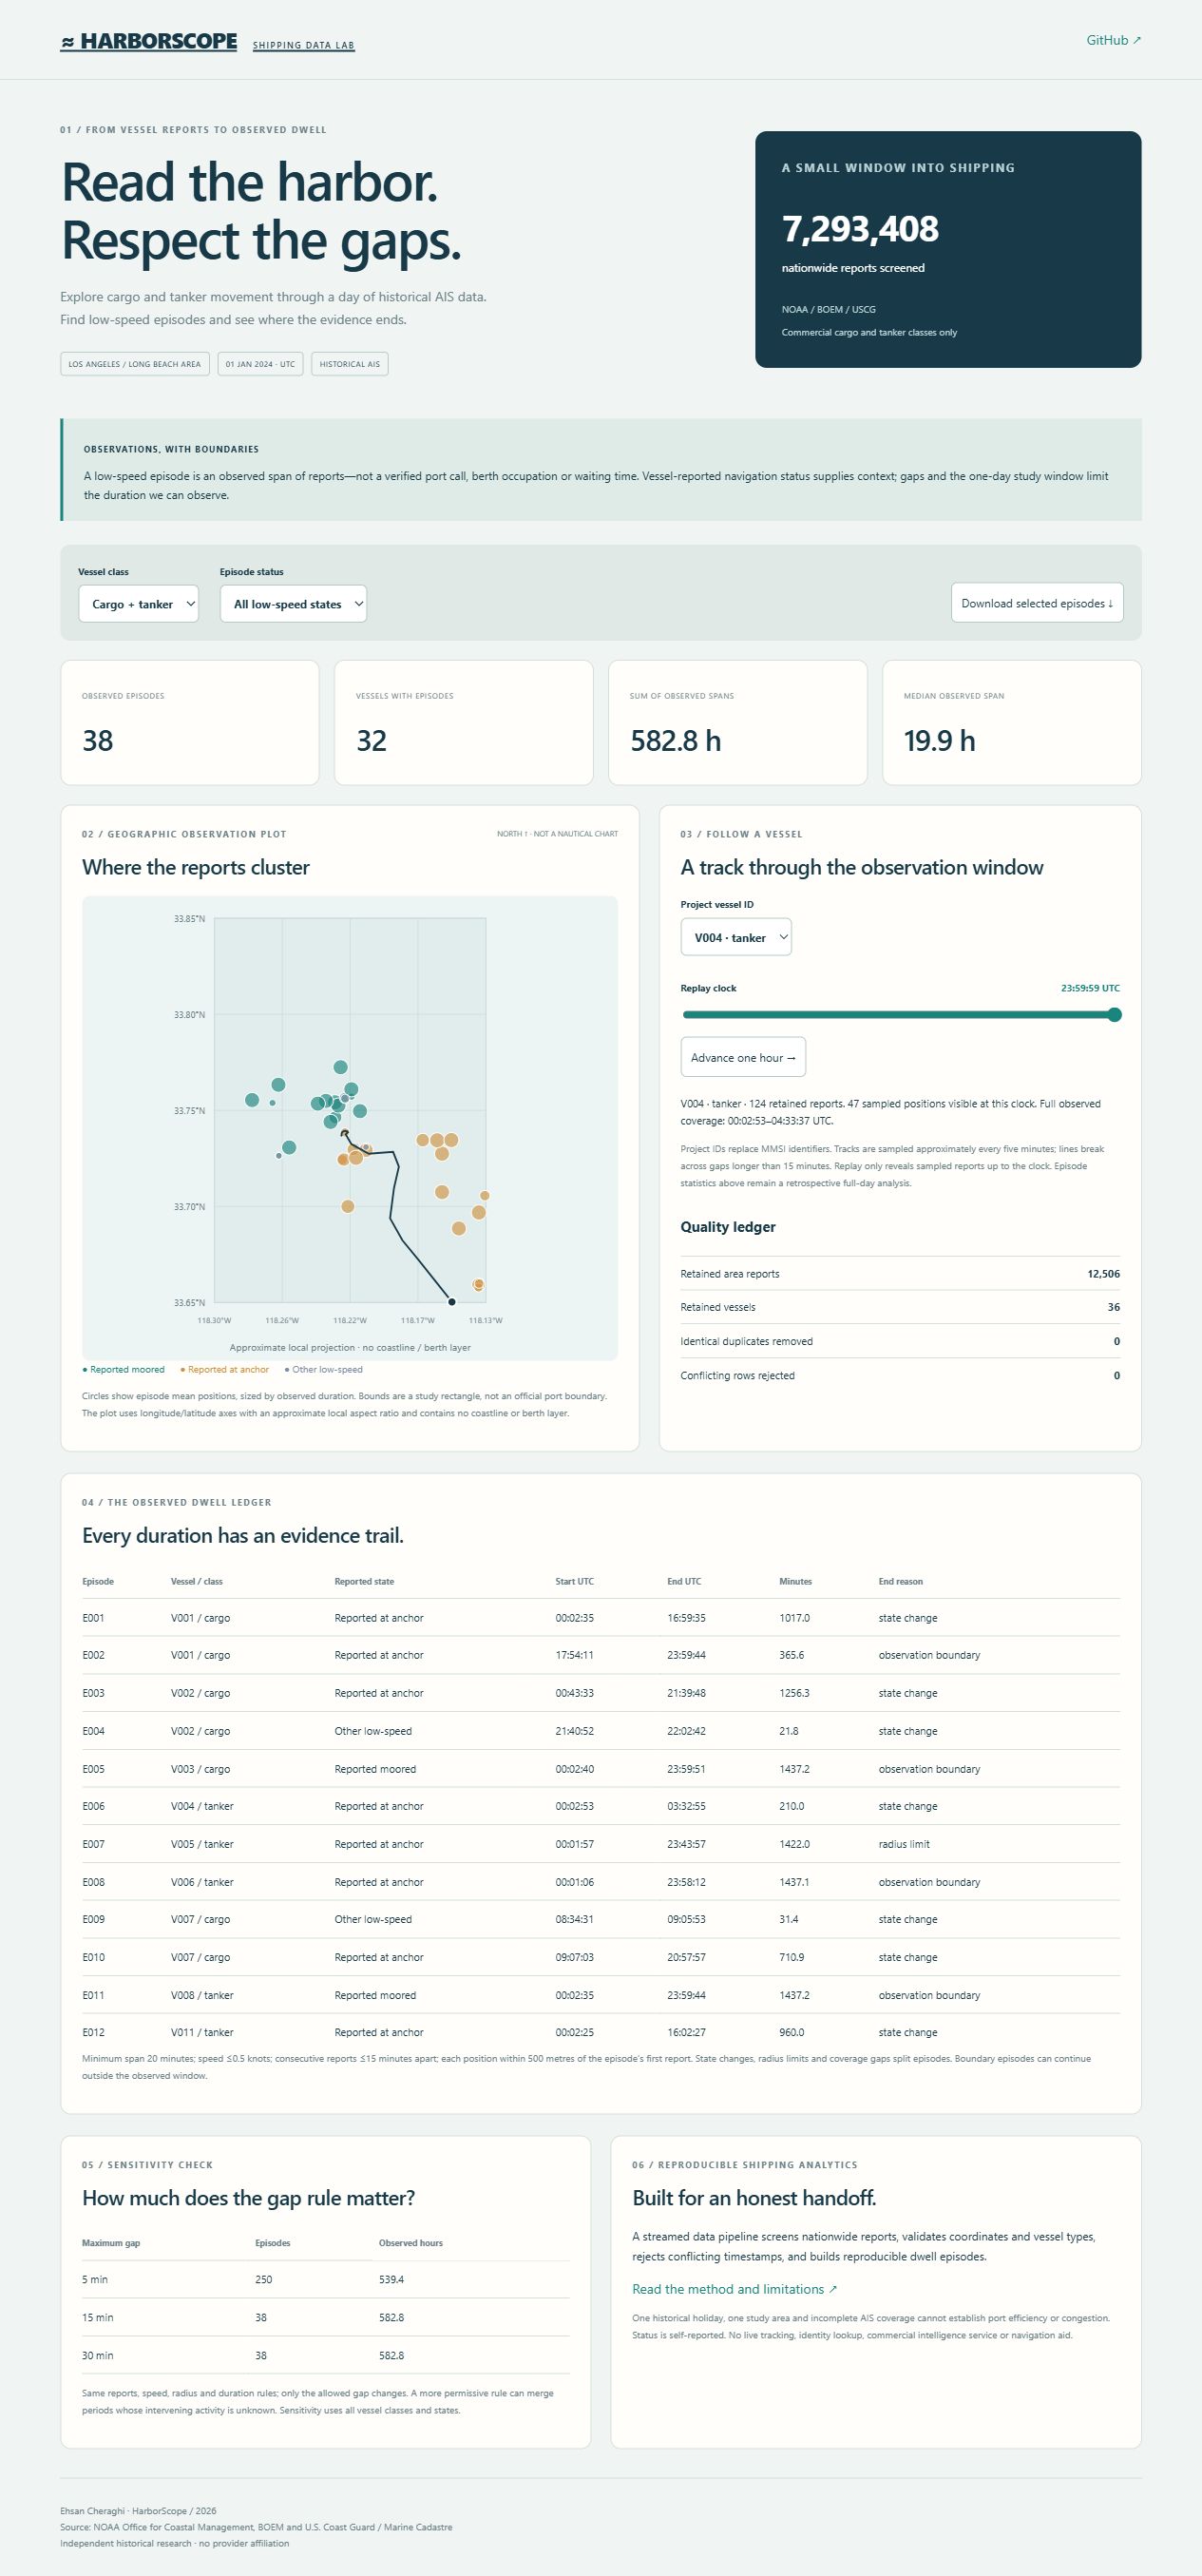 ≈ HARBORSCOPE SHIPPING DATA LAB
GitHub ↗
01 / FROM VESSEL REPORTS TO OBSERVED DWELL
Read the harbor.
Respect the gaps.
Explore cargo and tanker movement through a day of historical AIS data.
Find low-speed episodes and see where the evidence ends.
LOS ANGELES / LONG BEACH AREA
01 JAN 2024 · UTC
HISTORICAL AIS
A SMALL WINDOW INTO SHIPPING
7,293,408
nationwide reports screened
NOAA / BOEM / USCG
Commercial cargo and tanker classes only
OBSERVATIONS, WITH BOUNDARIES
A low-speed episode is an observed span of reports—not a verified port call, berth occupation or waiting time. Vessel-reported navigation status supplies context; gaps and the one-day study window limit
the duration we can observe.
Vessel class
Cargo + tanker
Episode status
All low-speed states
Download selected episodes ↓
OBSERVED EPISODES
38
VESSELS WITH EPISODES
32
SUM OF OBSERVED SPANS
582.8 h
MEDIAN OBSERVED SPAN
19.9 h
02 / GEOGRAPHIC OBSERVATION PLOT
NORTH ↑ · NOT A NAUTICAL CHART
Where the reports cluster
33.85°N
33.80°N
33.75°N
33.70°N
33.65°N
118.30°W 118.26°W 118.22°W 118.17°W 118.13°W
Approximate local projection · no coastline / berth layer
● Reported moored ● Reported at anchor ● Other low-speed
Circles show episode mean positions, sized by observed duration. Bounds are a study rectangle, not an official port boundary.
The plot uses longitude/latitude axes with an approximate local aspect ratio and contains no coastline or berth layer.
03 / FOLLOW A VESSEL
A track through the observation window
Project vessel ID
V004 · tanker
Replay clock 23:59:59 UTC
Advance one hour →
V004 · tanker · 124 retained reports. 47 sampled positions visible at this clock. Full observed
coverage: 00:02:53–04:33:37 UTC.
Project IDs replace MMSI identifiers. Tracks are sampled approximately every five minutes; lines break
across gaps longer than 15 minutes. Replay only reveals sampled reports up to the clock. Episode
statistics above remain a retrospective full-day analysis.
Quality ledger
Retained area reports 12,506
Retained vessels 36
Identical duplicates removed 0
Conflicting rows rejected 0
04 / THE OBSERVED DWELL LEDGER
Every duration has an evidence trail.
Episode Vessel / class Reported state Start UTC End UTC Minutes End reason
E001 V001 / cargo Reported at anchor 00:02:35 16:59:35 1017.0 state change
E002 V001 / cargo Reported at anchor 17:54:11 23:59:44 365.6 observation boundary
E003 V002 / cargo Reported at anchor 00:43:33 21:39:48 1256.3 state change
E004 V002 / cargo Other low-speed 21:40:52 22:02:42 21.8 state change
E005 V003 / cargo Reported moored 00:02:40 23:59:51 1437.2 observation boundary
E006 V004 / tanker Reported at anchor 00:02:53 03:32:55 210.0 state change
E007 V005 / tanker Reported at anchor 00:01:57 23:43:57 1422.0 radius limit
E008 V006 / tanker Reported at anchor 00:01:06 23:58:12 1437.1 observation boundary
E009 V007 / cargo Other low-speed 08:34:31 09:05:53 31.4 state change
E010 V007 / cargo Reported at anchor 09:07:03 20:57:57 710.9 state change
E011 V008 / tanker Reported moored 00:02:35 23:59:44 1437.2 observation boundary
E012 V011 / tanker Reported at anchor 00:02:25 16:02:27 960.0 state change
Minimum span 20 minutes; speed ≤0.5 knots; consecutive reports ≤15 minutes apart; each position within 500 metres of the episode's first report. State changes, radius limits and coverage gaps split episodes. Boundary episodes can continue
outside the observed window.
05 / SENSITIVITY CHECK
How much does the gap rule matter?
Maximum gap Episodes Observed hours
5 min 250 539.4
15 min 38 582.8
30 min 38 582.8
Same reports, speed, radius and duration rules; only the allowed gap changes. A more permissive rule can merge
periods whose intervening activity is unknown. Sensitivity uses all vessel classes and states.
06 / REPRODUCIBLE SHIPPING ANALYTICS
Built for an honest handoff.
A streamed data pipeline screens nationwide reports, validates coordinates and vessel types,
rejects conflicting timestamps, and builds reproducible dwell episodes.
Read the method and limitations ↗
One historical holiday, one study area and incomplete AIS coverage cannot establish port efficiency or congestion.
Status is self-reported. No live tracking, identity lookup, commercial intelligence service or navigation aid.
Ehsan Cheraghi · HarborScope / 2026
Source: NOAA Office for Coastal Management, BOEM and U.S. Coast Guard / Marine Cadastre
Independent historical research · no provider affiliation